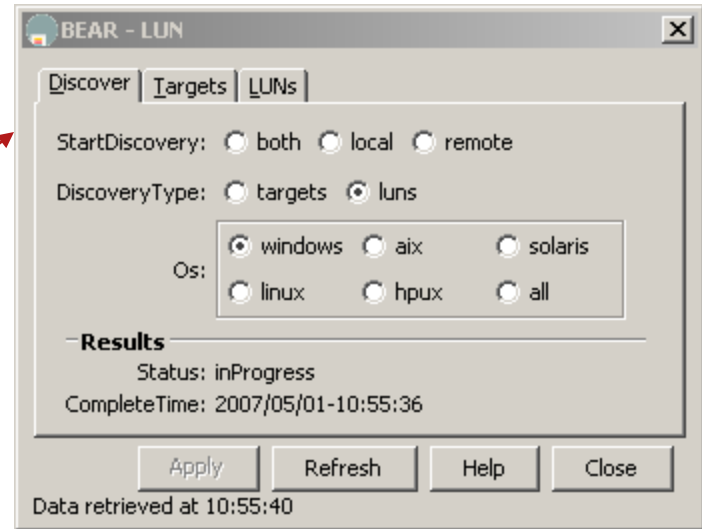 BEAR - LUN
Discover Targets LUNs
StartDiscovery: both local remote
DiscoveryType: targets luns
Os: windows aix solaris
linux hpux all
Results
Status: inProgress
CompleteTime: 2007/05/01-10:55:36
Apply Refresh Help Close
Data retrieved at 10:55:40